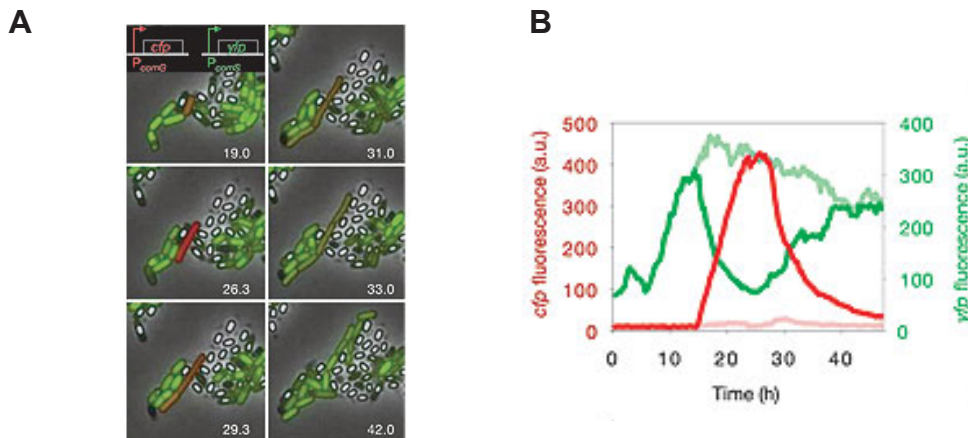 A
cfp
yfp
PcomG
PcomS
19.0
31.0
26.3
33.0
29.3
42.0
B
cfp fluorescence (a.u.)
500
400
300
200
100
0
400
300
200
100
0
yfp fluorescence (a.u.)
0 10 20 30 40
Time (h)